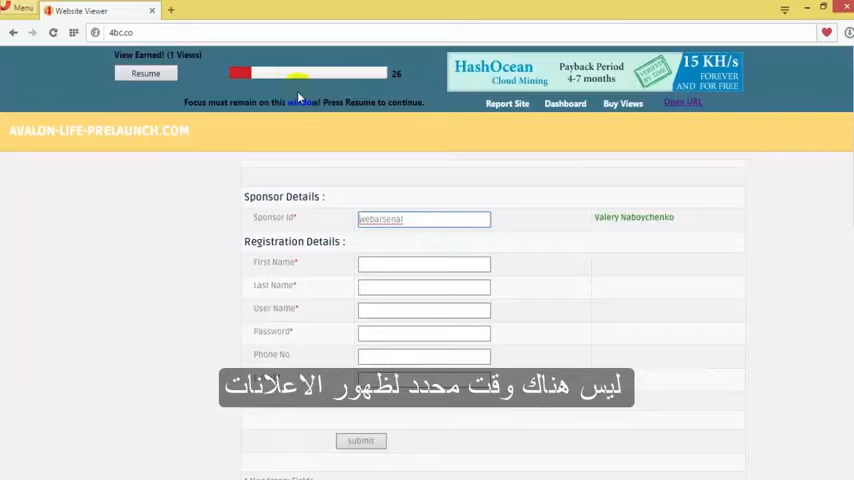 Menu
Website Viewer
4bc.co
View Earned! (1 Views)
Resume
26
Focus must remain on this window! Press Resume to continue.
HashOcean
Cloud Mining
Payback Period
4-7 months
VERIFIED
BY TIME
15 KH/s
FOREVER
AND FOR FREE
Report Site
Dashboard
Buy Views
Open URL
AVALON-LIFE-PRELAUNCH.COM
Sponsor Details :
Sponsor Id*
webarsenal
Valery Naboychenko
Registration Details :
First Name*
Last Name*
User Name*
Password*
Phone No.
ليس هناك وقت محدد لظهور الاعلانات
submit